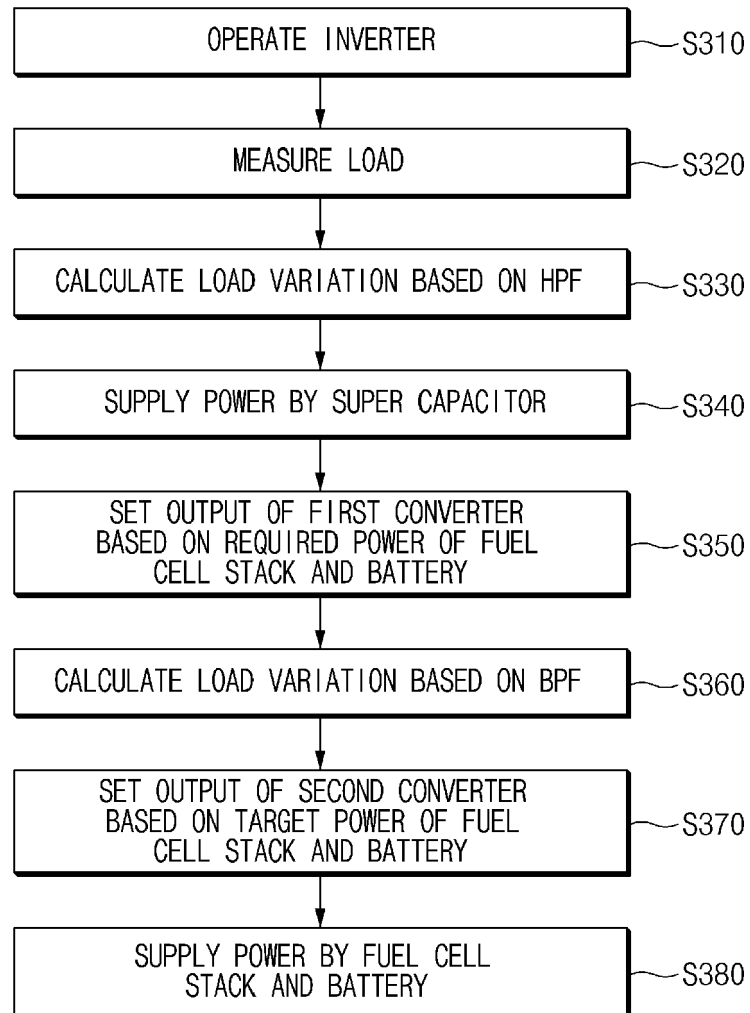 OPERATE INVERTER
S310
MEASURE LOAD
S320
CALCULATE LOAD VARIATION BASED ON HPF
S330
SUPPLY POWER BY SUPER CAPACITOR
S340
SET OUTPUT OF FIRST CONVERTER
BASED ON REQUIRED POWER OF FUEL
CELL STACK AND BATTERY
S350
CALCULATE LOAD VARIATION BASED ON BPF
S360
SET OUTPUT OF SECOND CONVERTER
BASED ON TARGET POWER OF FUEL
CELL STACK AND BATTERY
S370
SUPPLY POWER BY FUEL CELL
STACK AND BATTERY
S380